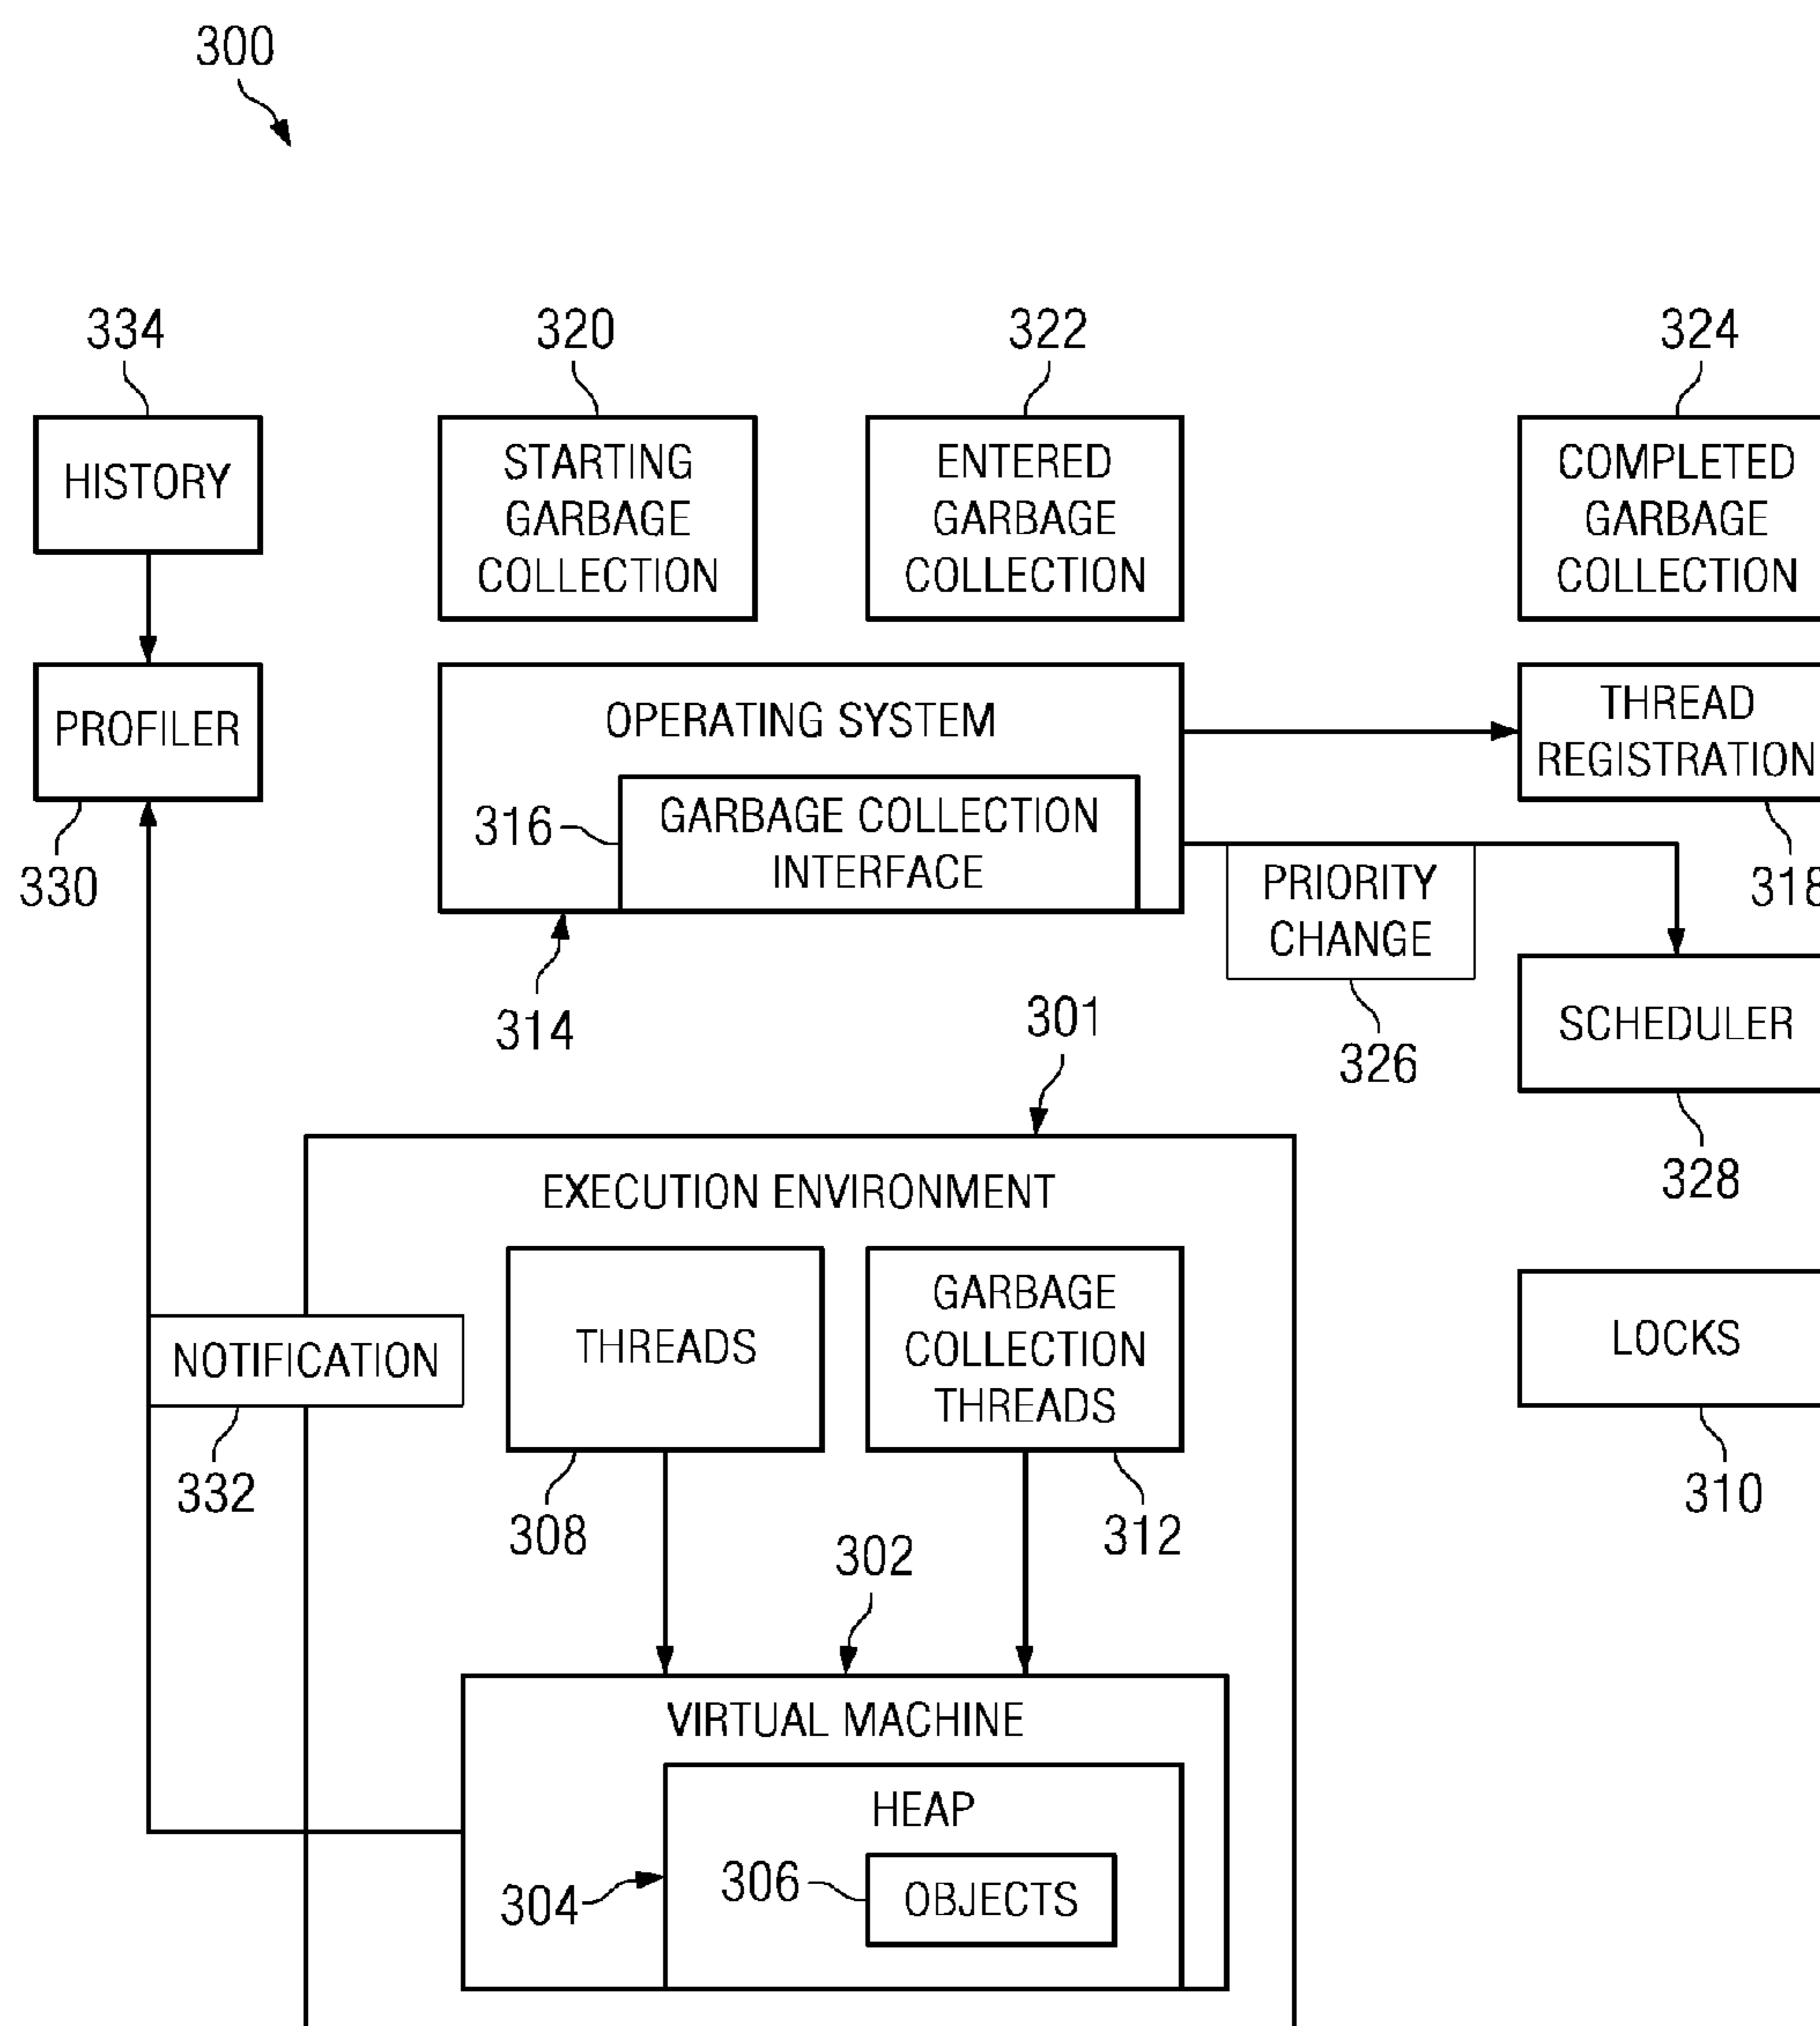 300
334
320
322
324
HISTORY
STARTING
GARBAGE
COLLECTION
ENTERED
GARBAGE
COLLECTION
COMPLETED
GARBAGE
COLLECTION
PROFILER
330
OPERATING SYSTEM
316
GARBAGE COLLECTION
INTERFACE
314
THREAD
REGISTRATION
318
PRIORITY
CHANGE
326
SCHEDULER
328
301
EXECUTION ENVIRONMENT
NOTIFICATION
332
THREADS
308
GARBAGE
COLLECTION
THREADS
312
LOCKS
310
302
VIRTUAL MACHINE
HEAP
304
306
OBJECTS